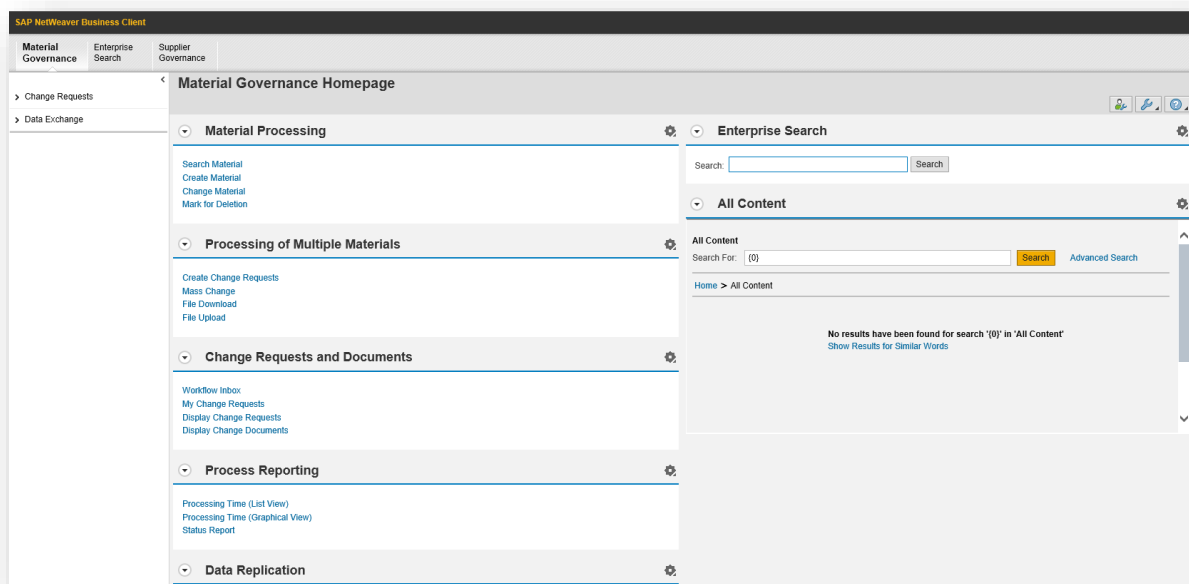 SAP NetWeaver Business Client
Material Governance
Enterprise Search
Supplier Governance
Change Requests
Data Exchange
Material Governance Homepage
Material Processing
Search Material
Create Material
Change Material
Mark for Deletion
Processing of Multiple Materials
Create Change Requests
Mass Change
File Download
File Upload
Change Requests and Documents
Workflow Inbox
My Change Requests
Display Change Requests
Display Change Documents
Process Reporting
Processing Time (List View)
Processing Time (Graphical View)
Status Report
Data Replication
Enterprise Search
Search: Search
All Content
All Content
Search For: {0} Search Advanced Search
Home > All Content
No results have been found for search '{0}' in 'All Content'
Show Results for Similar Words